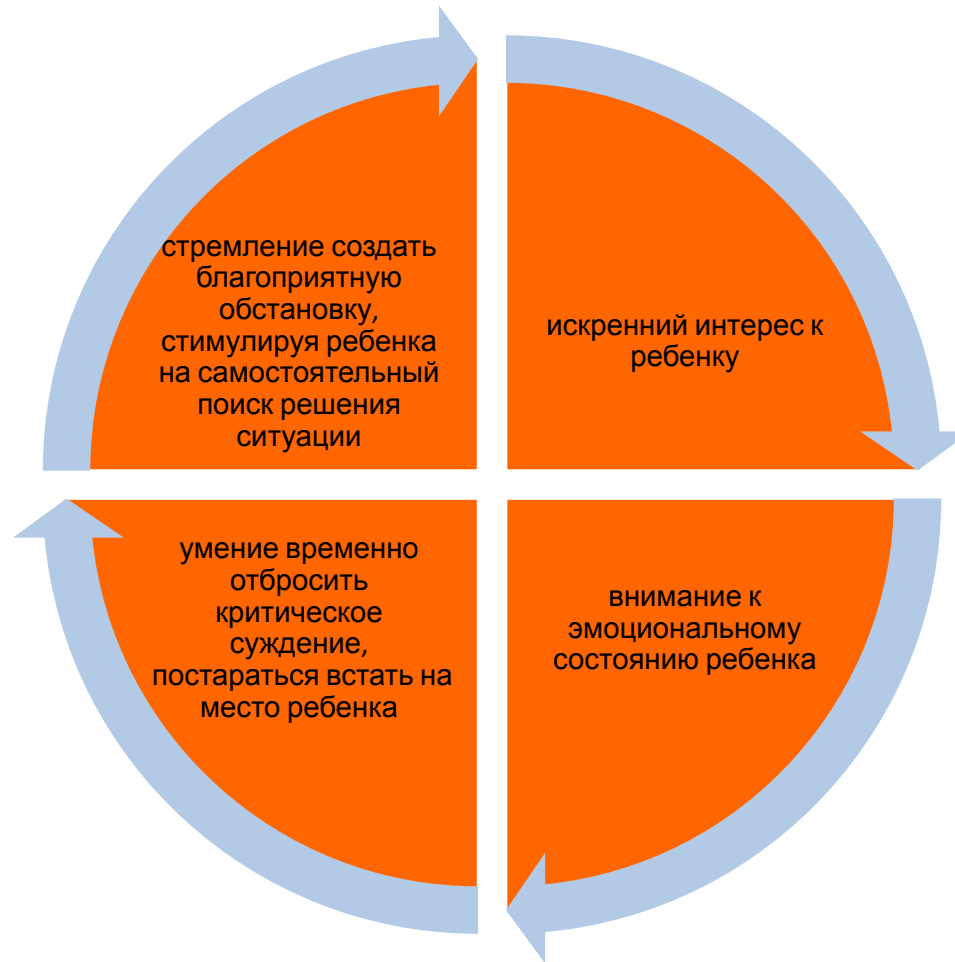 стремление создать
благоприятную
обстановку,
стимулируя ребенка
на самостоятельный
поиск решения
ситуации
искренний интерес к
ребенку
умение временно
отбросить
критическое
суждение,
постараться встать на
место ребенка
внимание к
эмоциональному
состоянию ребенка